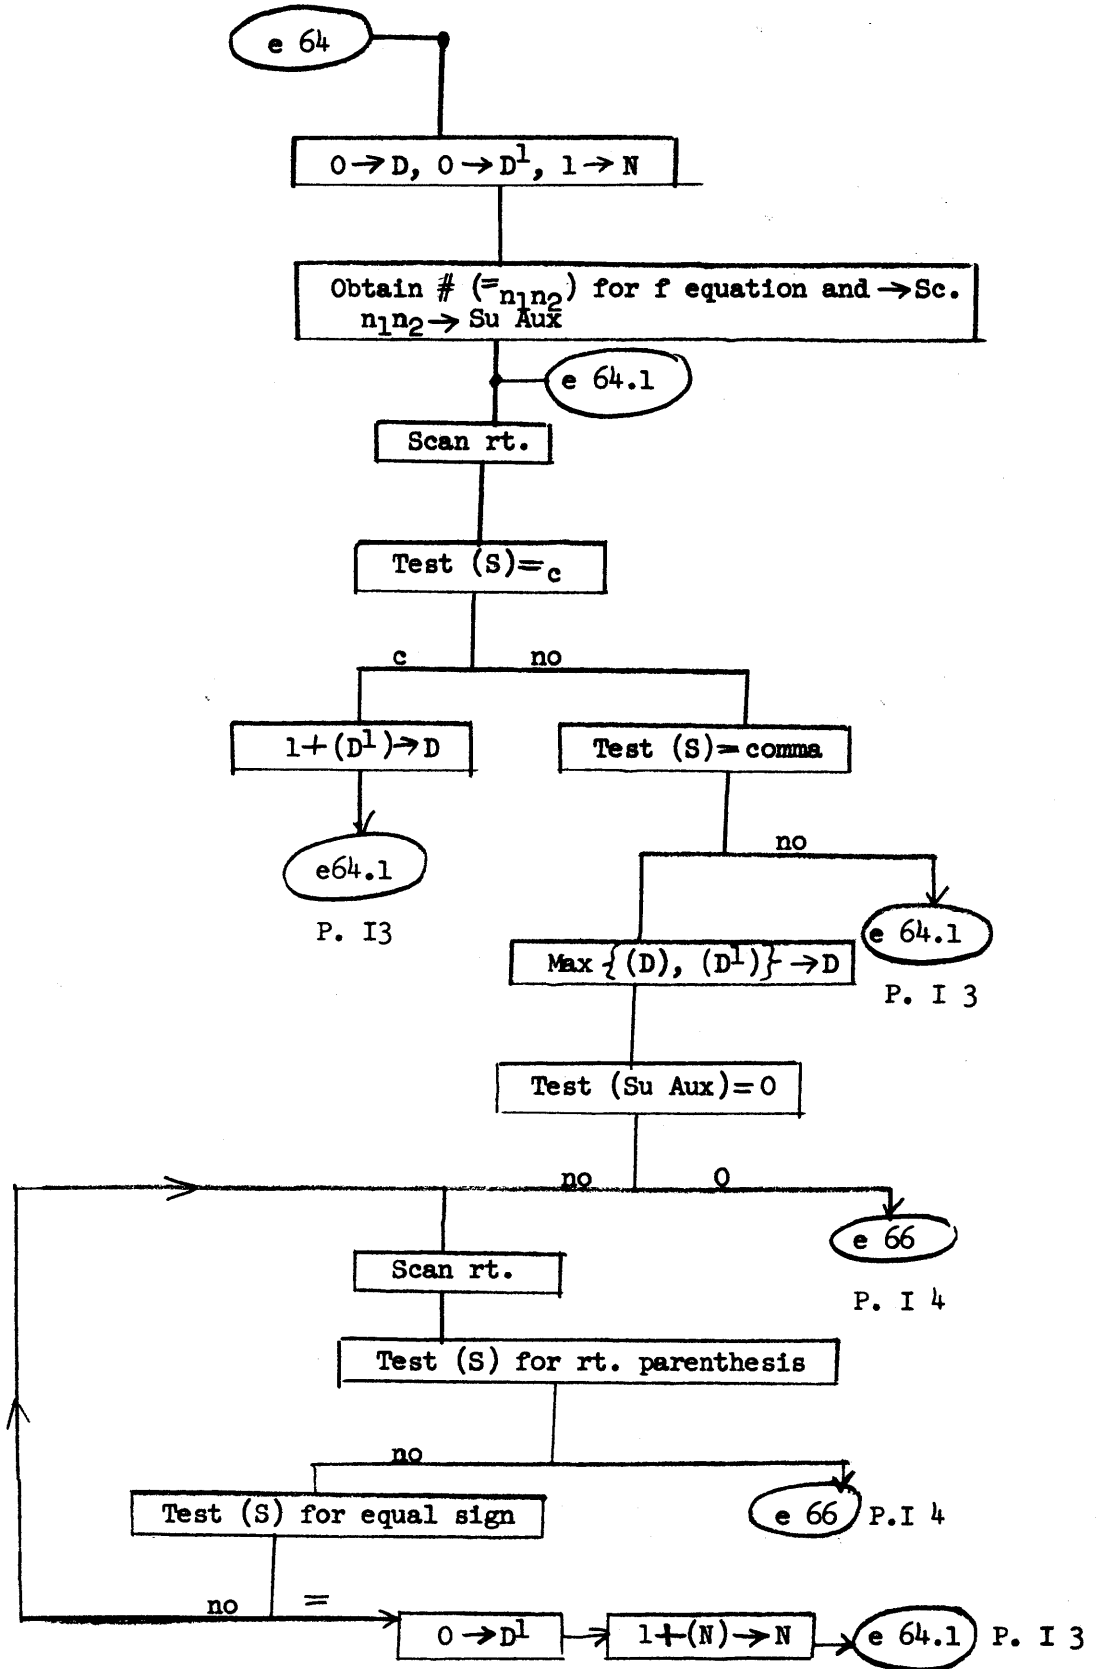 e 64
0→D, 0→D¹, 1→N
Obtain # (=n₁n₂) for f equation and →Sc.
n₁n₂→ Su Aux
e 64.1
Scan rt.
Test (S)=c
c no
1+(D¹)→D
Test (S)=comma
no
e64.1
P. I3
e 64.1
P. I 3
Max {(D), (D¹)} →D
Test (Su Aux)=0
no 0
e 66
P. I 4
Scan rt.
Test (S) for rt. parenthesis
no
e 66 P.I 4
Test (S) for equal sign
no =
0→D¹
1+(N)→N
e 64.1 P. I 3